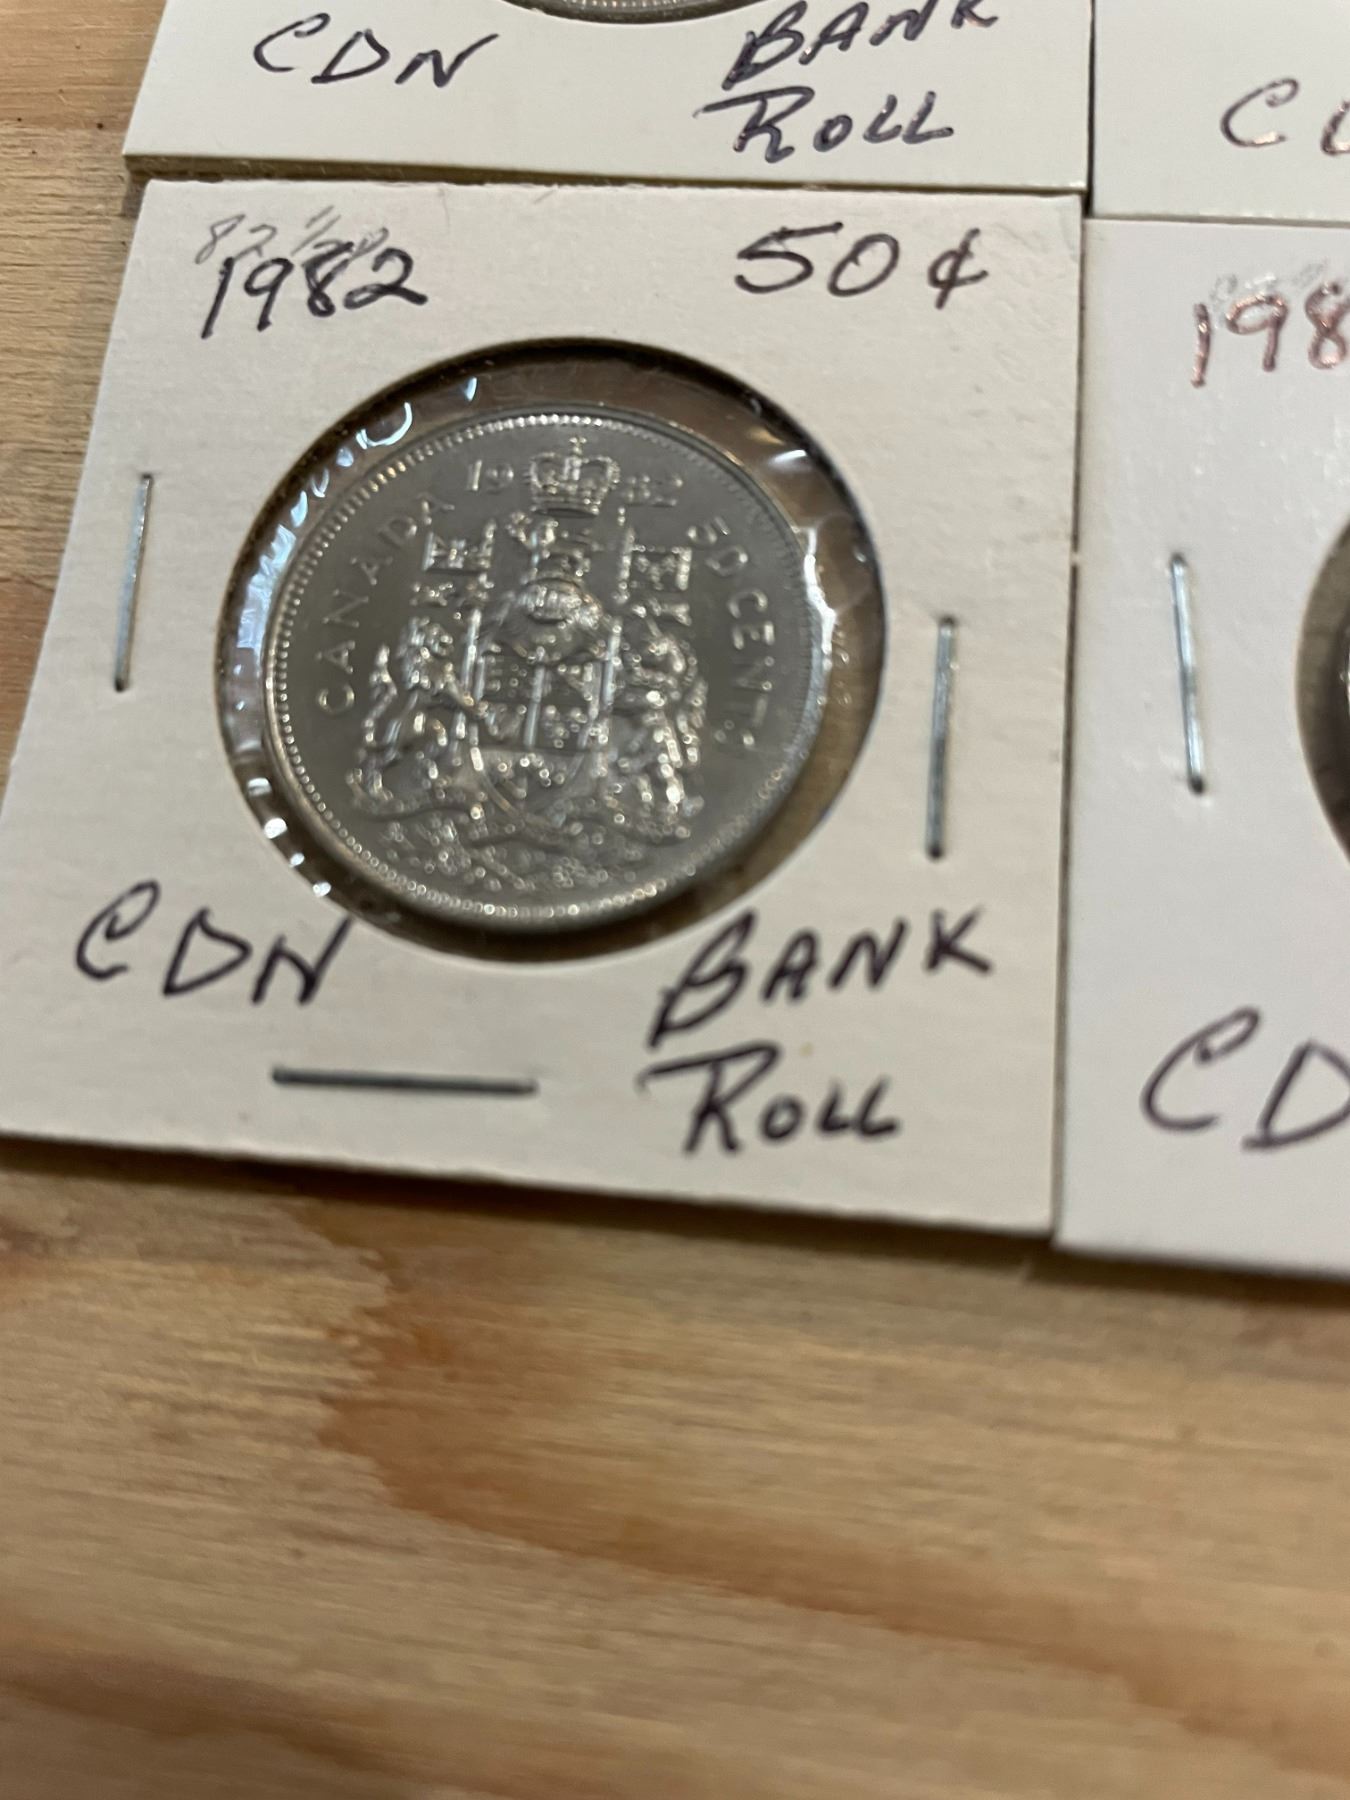 CDN BANK
ROLL
1982 50¢
CANADA 1982 50 CENTS
CDN BANK
ROLL